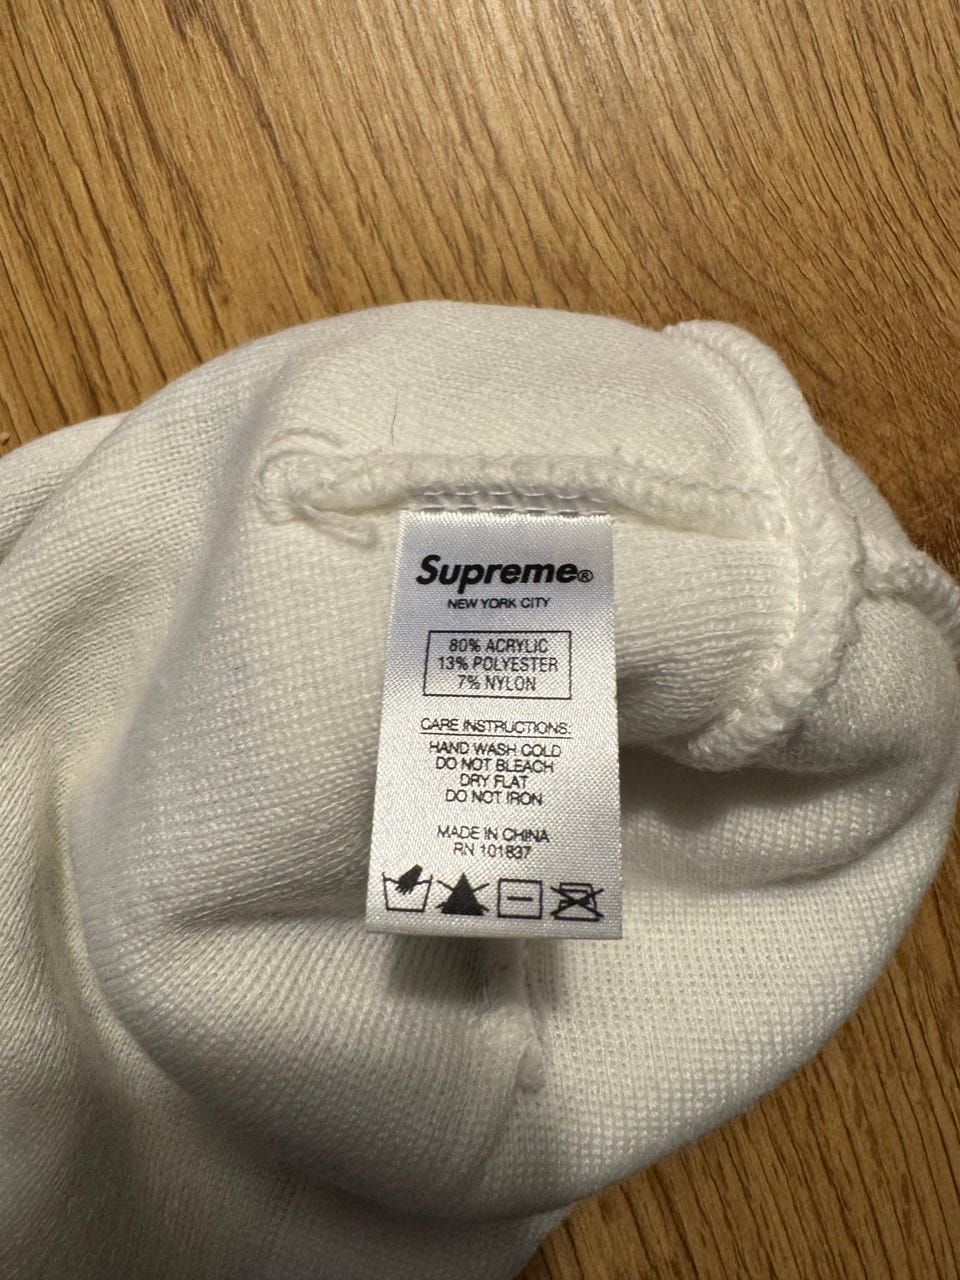 Supreme®
NEW YORK CITY
80% ACRYLIC
13% POLYESTER
7% NYLON
CARE INSTRUCTIONS:
HAND WASH COLD
DO NOT BLEACH
DRY FLAT
DO NOT IRON
MADE IN CHINA
RN 101837